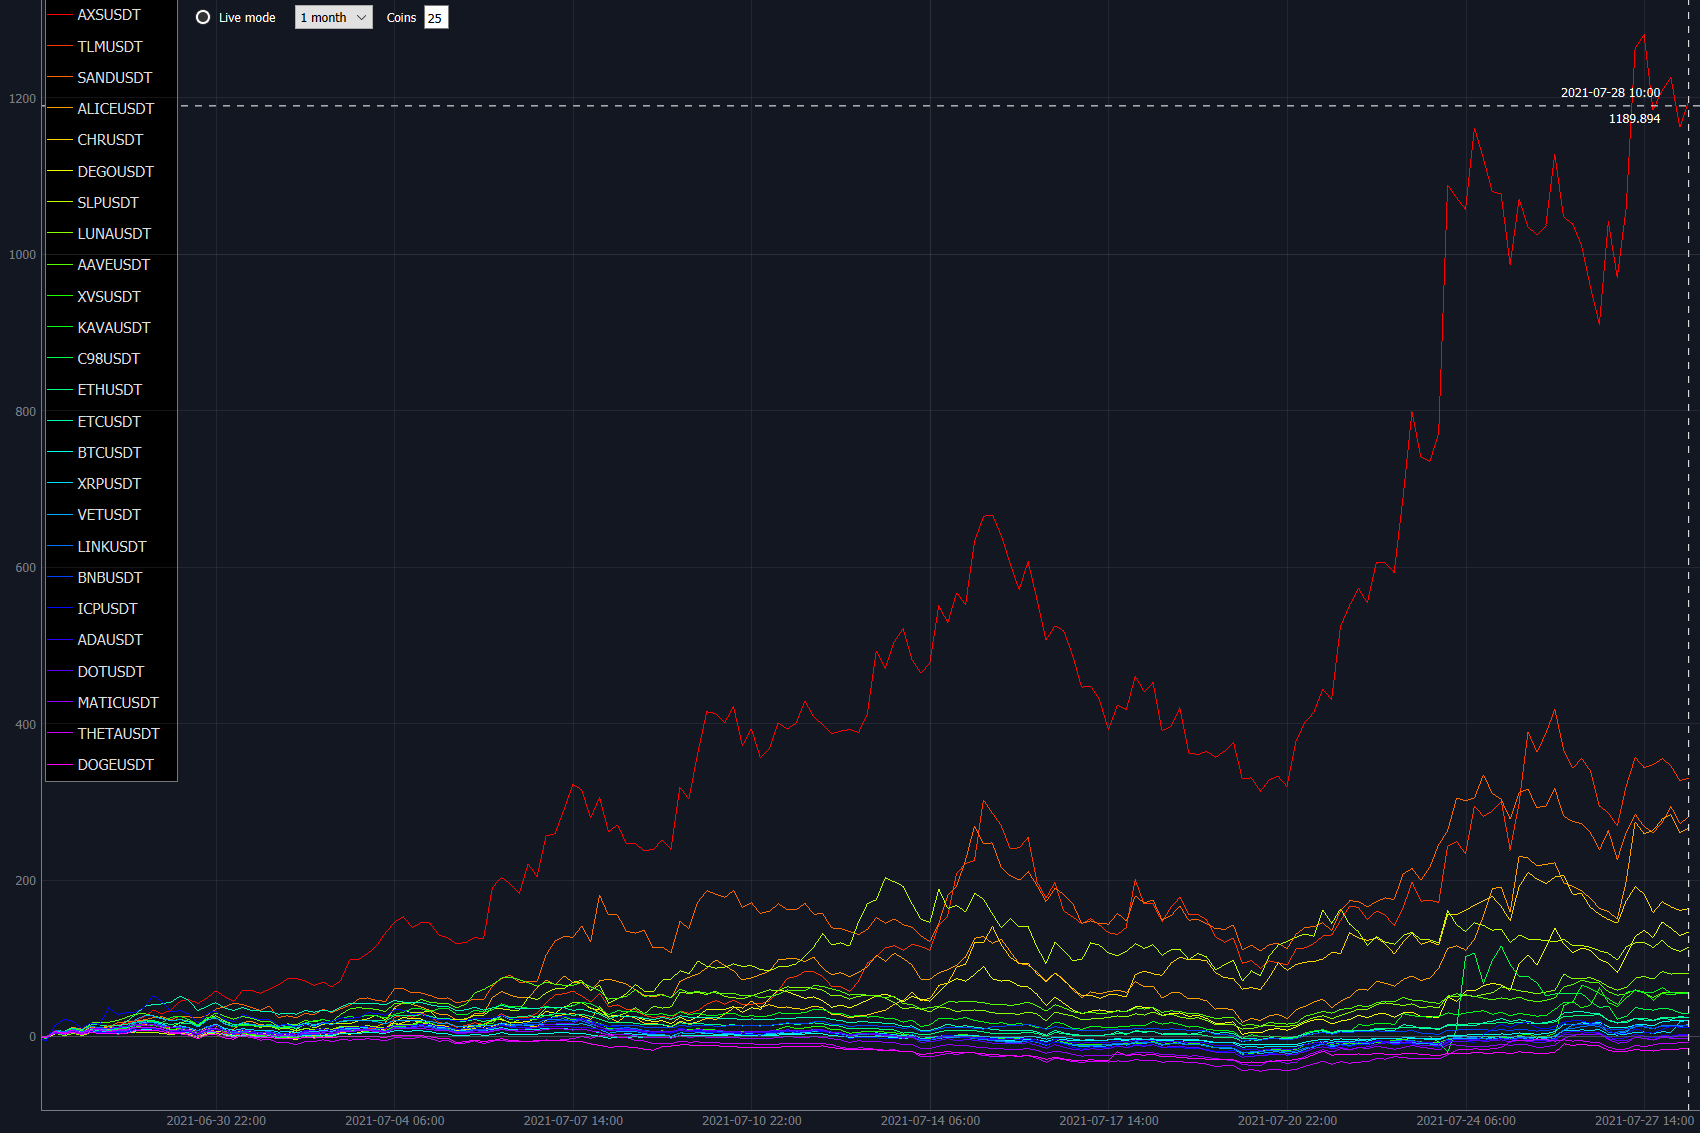 AXSUSDT
Live mode
1 month
Coins
25
TLMUSDT
SANDUSDT
ALICEUSDT
CHRUSDT
DEGOUSDT
SLPUSDT
LUNAUSDT
AAVEUSDT
XVSUSDT
KAVAUSDT
C98USDT
ETHUSDT
ETCUSDT
BTCUSDT
XRPUSDT
VETUSDT
LINKUSDT
BNBUSDT
ICPUSDT
ADAUSDT
DOTUSDT
MATICUSDT
THETAUSDT
DOGEUSDT
2021-07-28 10:00
1189.894
1200
1000
800
600
400
200
0
2021-06-30 22:00
2021-07-04 06:00
2021-07-07 14:00
2021-07-10 22:00
2021-07-14 06:00
2021-07-17 14:00
2021-07-20 22:00
2021-07-24 06:00
2021-07-27 14:00